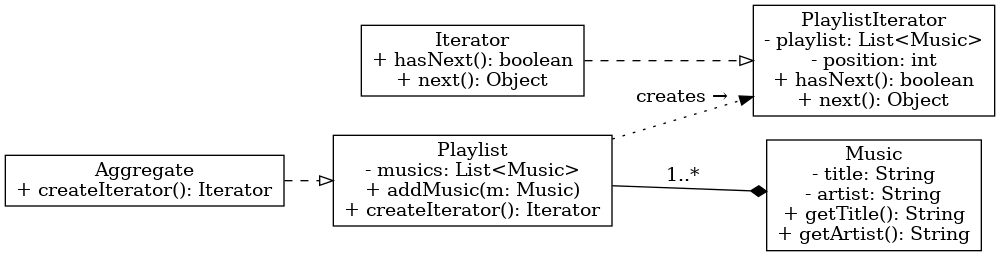 Aggregate
+ createIterator(): Iterator
Iterator
+ hasNext(): boolean
+ next(): Object
Playlist
- musics: List<Music>
+ addMusic(m: Music)
+ createIterator(): Iterator
creates →
1..*
PlaylistIterator
- playlist: List<Music>
- position: int
+ hasNext(): boolean
+ next(): Object
Music
- title: String
- artist: String
+ getTitle(): String
+ getArtist(): String